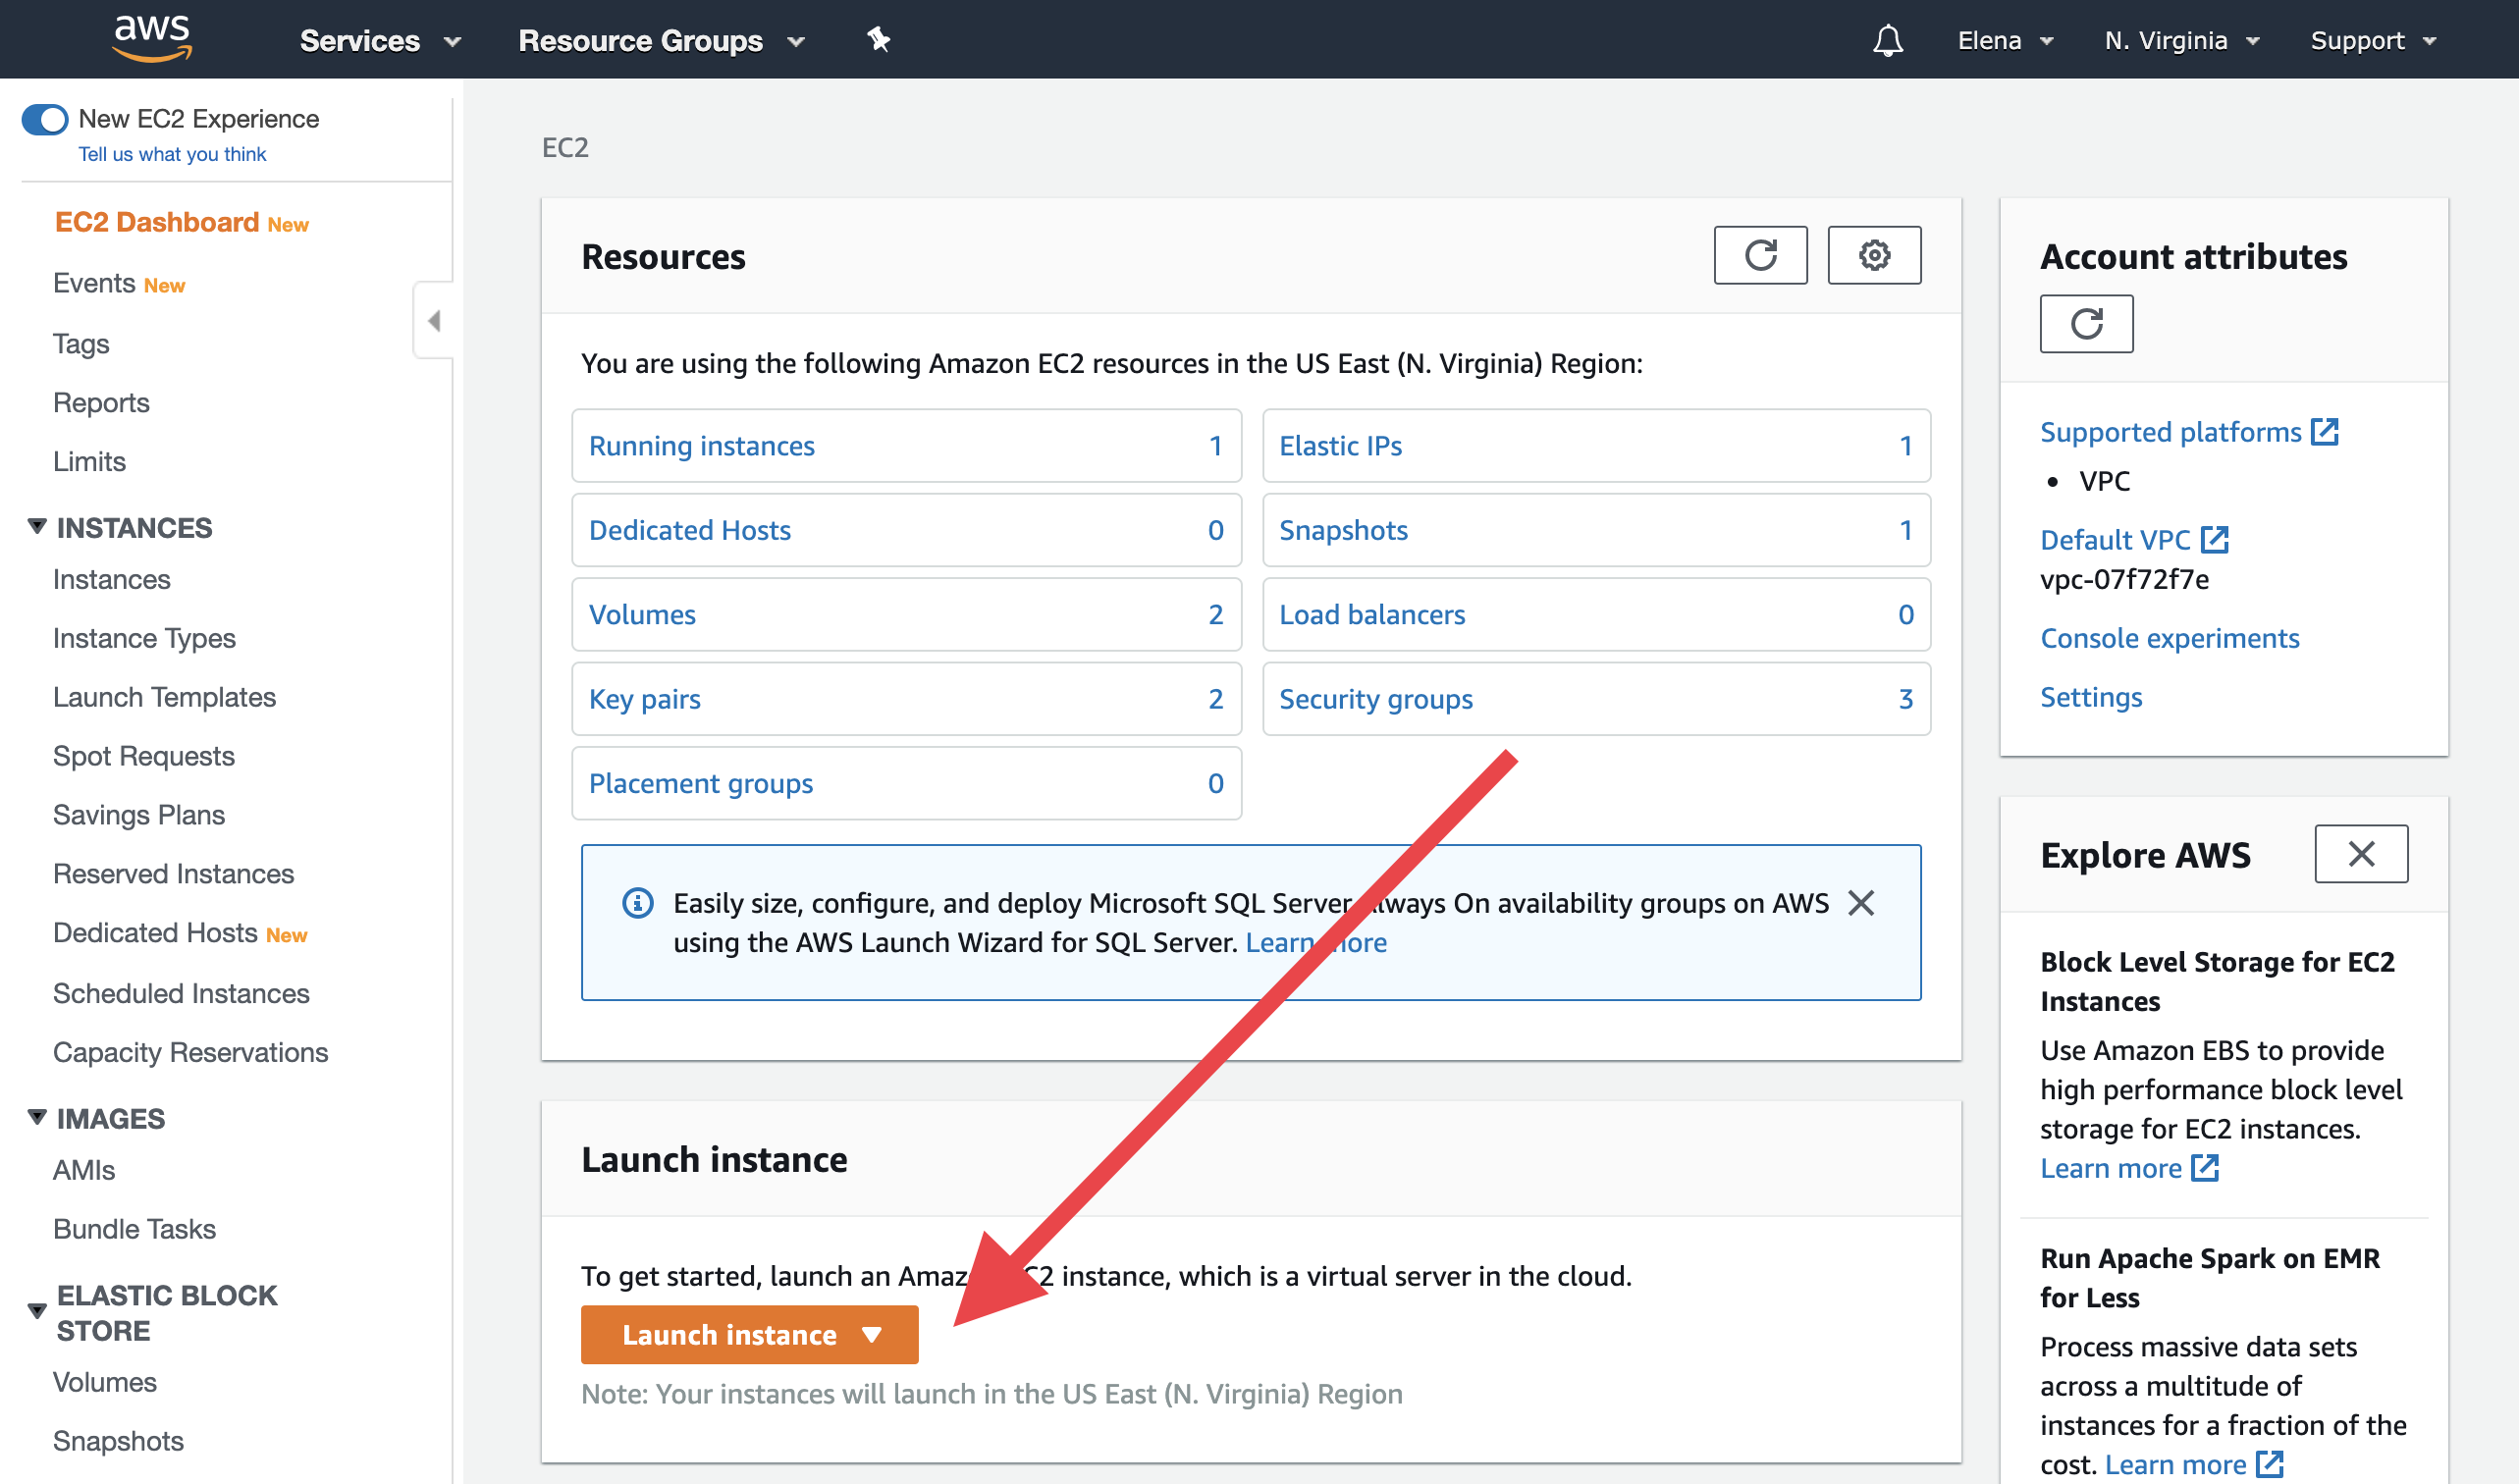 aws
Services
Resource Groups
Elena
N. Virginia
Support
New EC2 Experience
Tell us what you think
EC2 Dashboard New
Events New
Tags
Reports
Limits
INSTANCES
Instances
Instance Types
Launch Templates
Spot Requests
Savings Plans
Reserved Instances
Dedicated Hosts New
Scheduled Instances
Capacity Reservations
IMAGES
AMIs
Bundle Tasks
ELASTIC BLOCK
STORE
Volumes
Snapshots
EC2
Resources
You are using the following Amazon EC2 resources in the US East (N. Virginia) Region:
Running instances 1
Elastic IPs 1
Dedicated Hosts 0
Snapshots 1
Volumes 2
Load balancers 0
Key pairs 2
Security groups 3
Placement groups 0
Easily size, configure, and deploy Microsoft SQL Server Always On availability groups on AWS
using the AWS Launch Wizard for SQL Server. Learn more
Launch instance
To get started, launch an Amazon EC2 instance, which is a virtual server in the cloud.
Launch instance
Note: Your instances will launch in the US East (N. Virginia) Region
Account attributes
Supported platforms
• VPC
Default VPC
vpc-07f72f7e
Console experiments
Settings
Explore AWS
Block Level Storage for EC2
Instances
Use Amazon EBS to provide
high performance block level
storage for EC2 instances.
Learn more
Run Apache Spark on EMR
for Less
Process massive data sets
across a multitude of
instances for a fraction of the
cost. Learn more